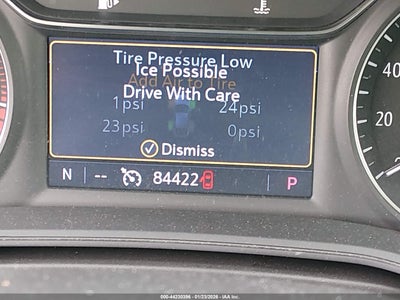 Tire Pressure Low
Ice Possible
Add Air to Tire
Drive With Care
1psi 24psi
23psi 0psi
Dismiss
N -- 84422 P
40
20
000-44230396 - 01/23/2026 - IAA Inc.